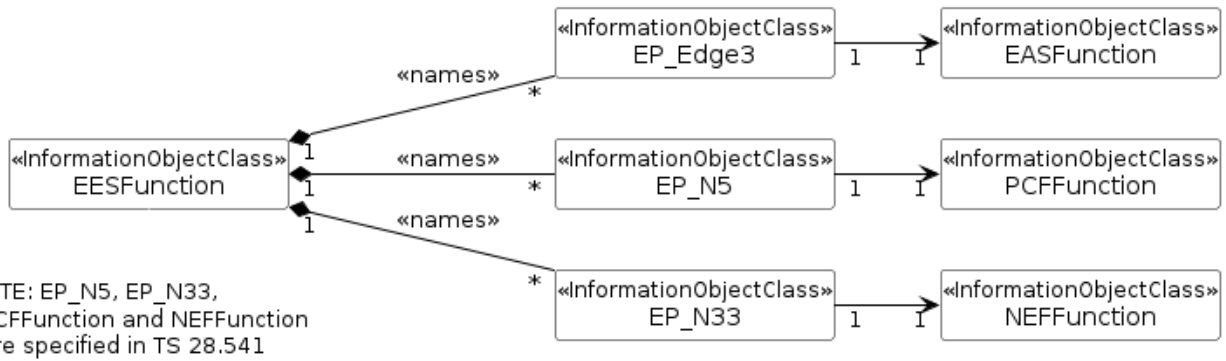 «InformationObjectClass»
EP_Edge3
1
1
«InformationObjectClass»
EASFunction
«names»
*
1
«InformationObjectClass»
EESFunction
«names»
1
*
«InformationObjectClass»
EP_N5
1
1
«InformationObjectClass»
PCFFunction
«names»
1
*
«InformationObjectClass»
EP_N33
1
1
«InformationObjectClass»
NEFFunction
TE: EP_N5, EP_N33,
CFFunction and NEFFunction
re specified in TS 28.541